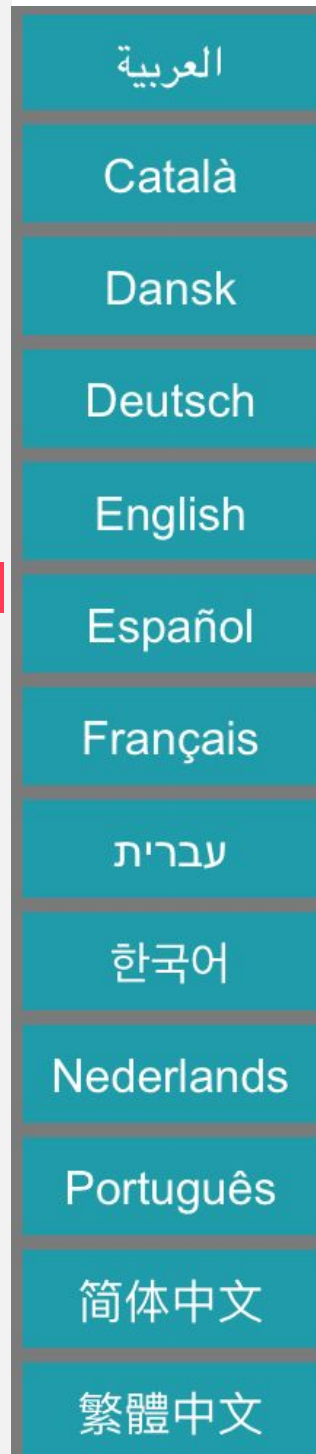 العربية
Català
Dansk
Deutsch
English
Español
Français
עברית
한국어
Nederlands
Português
简体中文
繁體中文